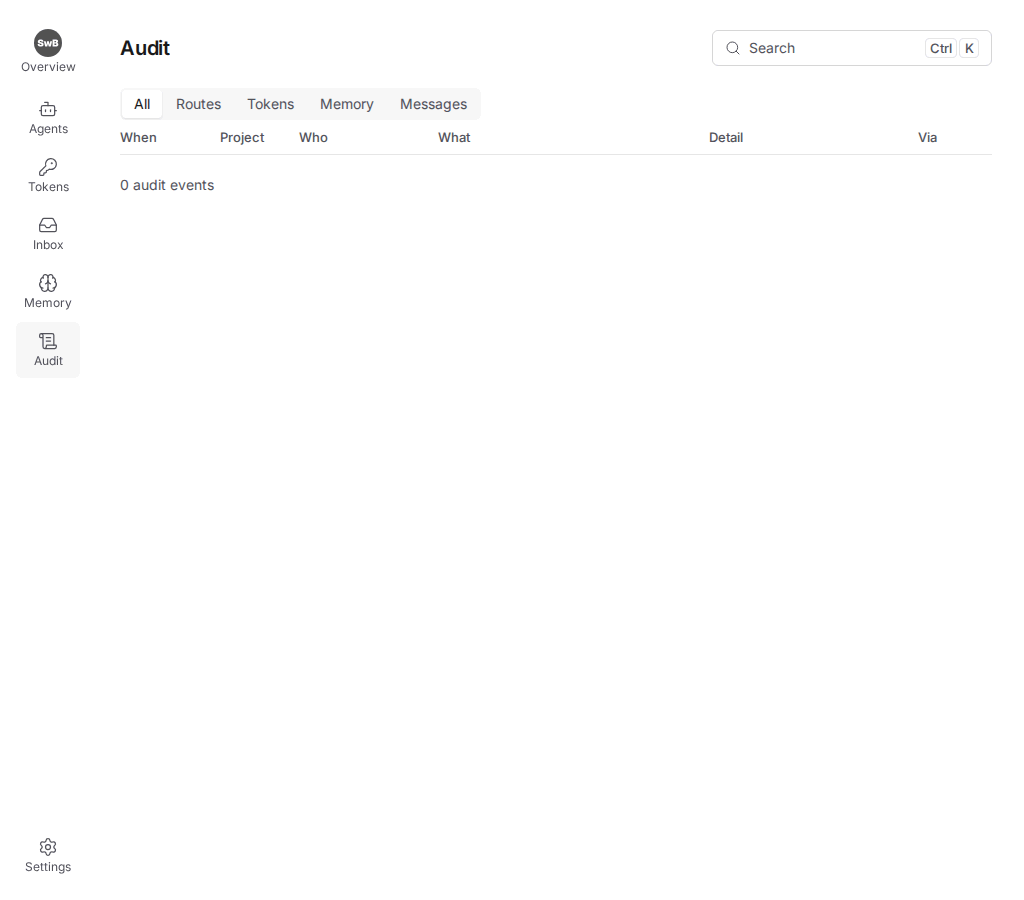 SwB
Overview
Agents
Tokens
Inbox
Memory
Audit
Settings
Audit
Search Ctrl K
All Routes Tokens Memory Messages
When Project Who What Detail Via
0 audit events